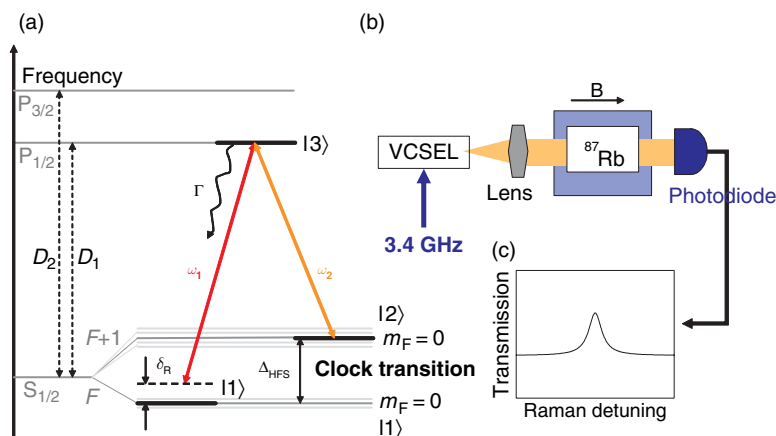 (a)
Frequency
P3/2
P1/2
|3⟩
Γ
D2
D1
ω1
ω2
|2⟩
F+1
mF = 0
δR
ΔHFS
Clock transition
S1/2
F
|1⟩
mF = 0
|1⟩
(b)
B
VCSEL
87Rb
Lens
Photodiode
3.4 GHz
(c)
Transmission
Raman detuning